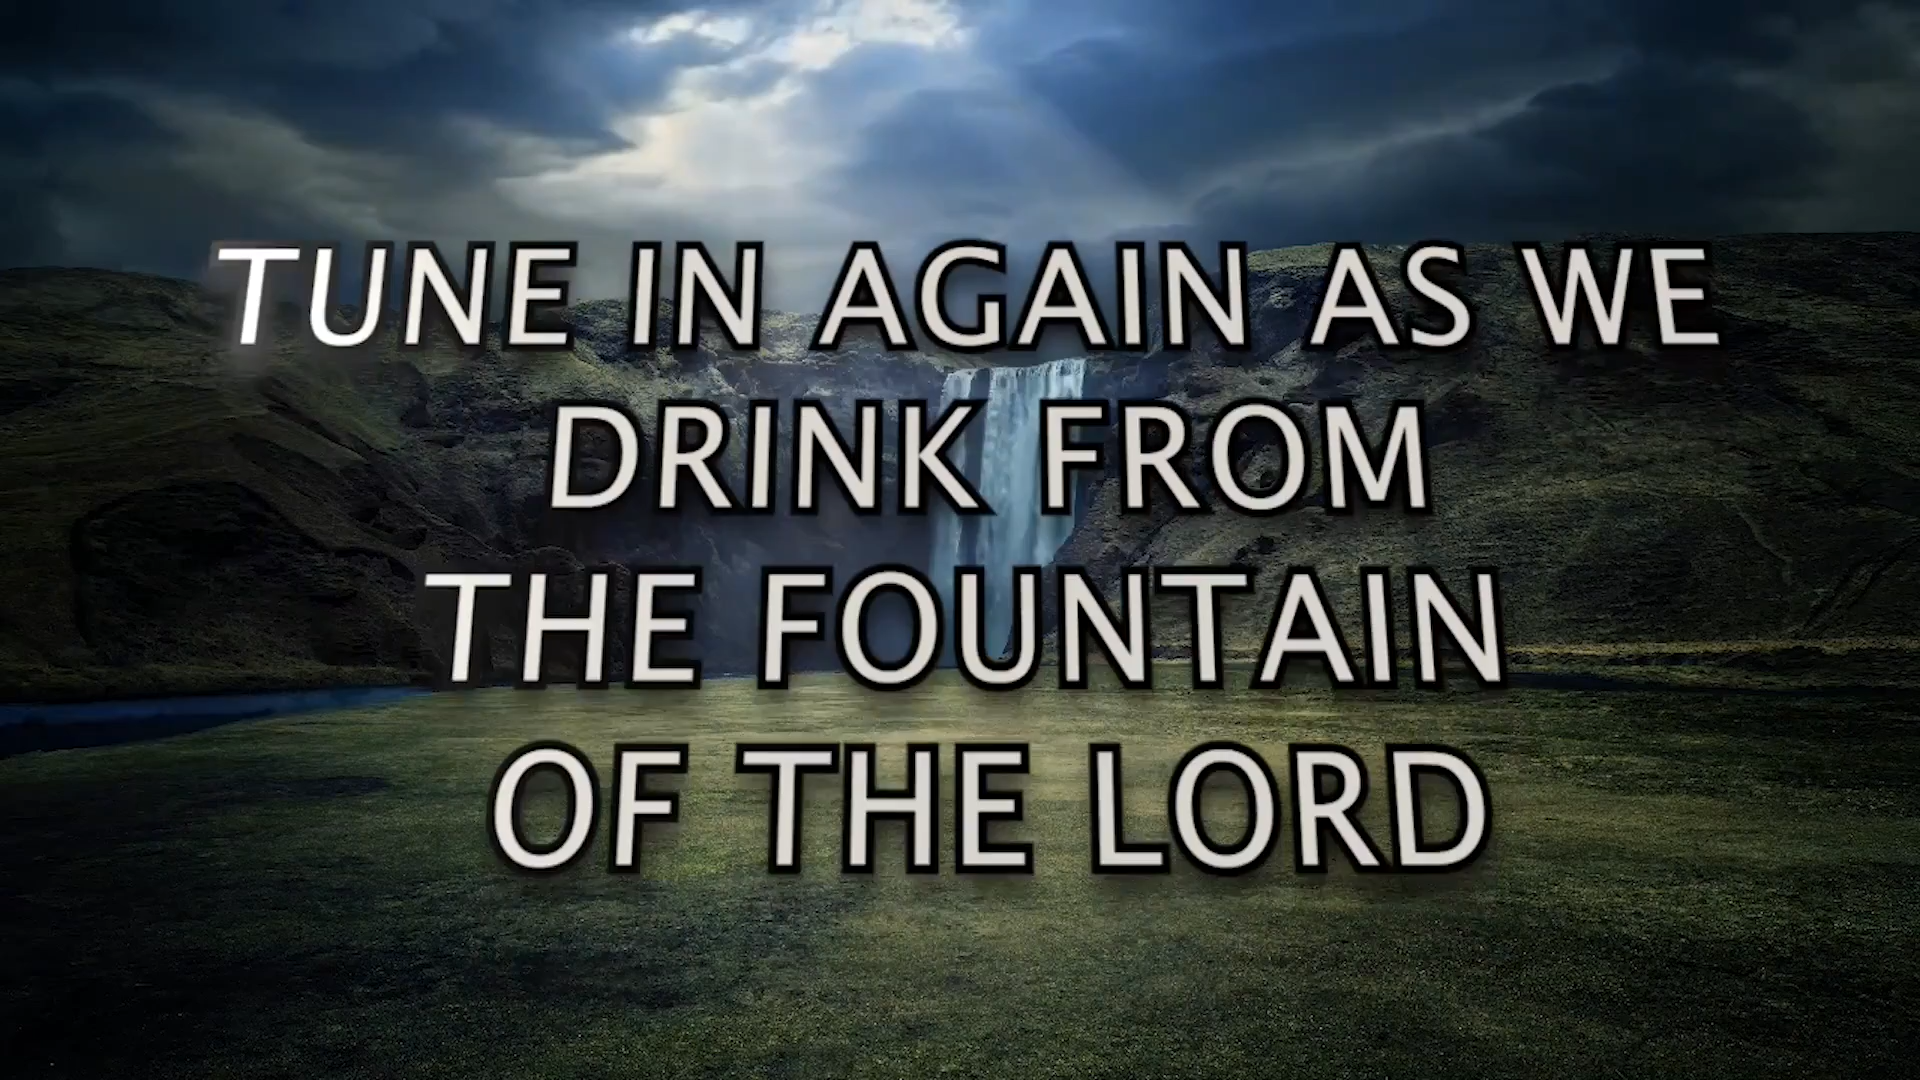 TUNE IN AGAIN AS WE
DRINK FROM
THE FOUNTAIN
OF THE LORD